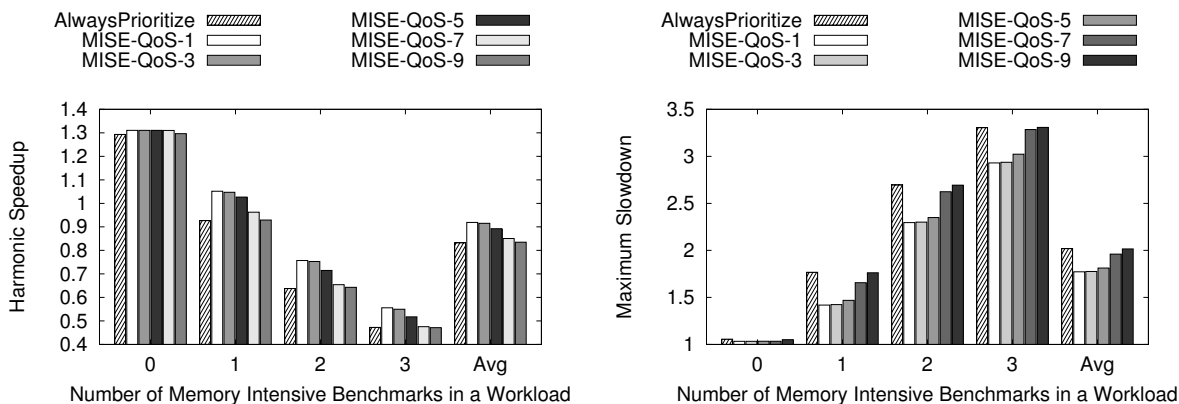 AlwaysPrioritize
MISE-QoS-1
MISE-QoS-3
MISE-QoS-5
MISE-QoS-7
MISE-QoS-9
Harmonic Speedup
1.4
1.3
1.2
1.1
1
0.9
0.8
0.7
0.6
0.5
0.4
0 1 2 3 Avg
Number of Memory Intensive Benchmarks in a Workload
AlwaysPrioritize
MISE-QoS-1
MISE-QoS-3
MISE-QoS-5
MISE-QoS-7
MISE-QoS-9
Maximum Slowdown
3.5
3
2.5
2
1.5
1
0 1 2 3 Avg
Number of Memory Intensive Benchmarks in a Workload